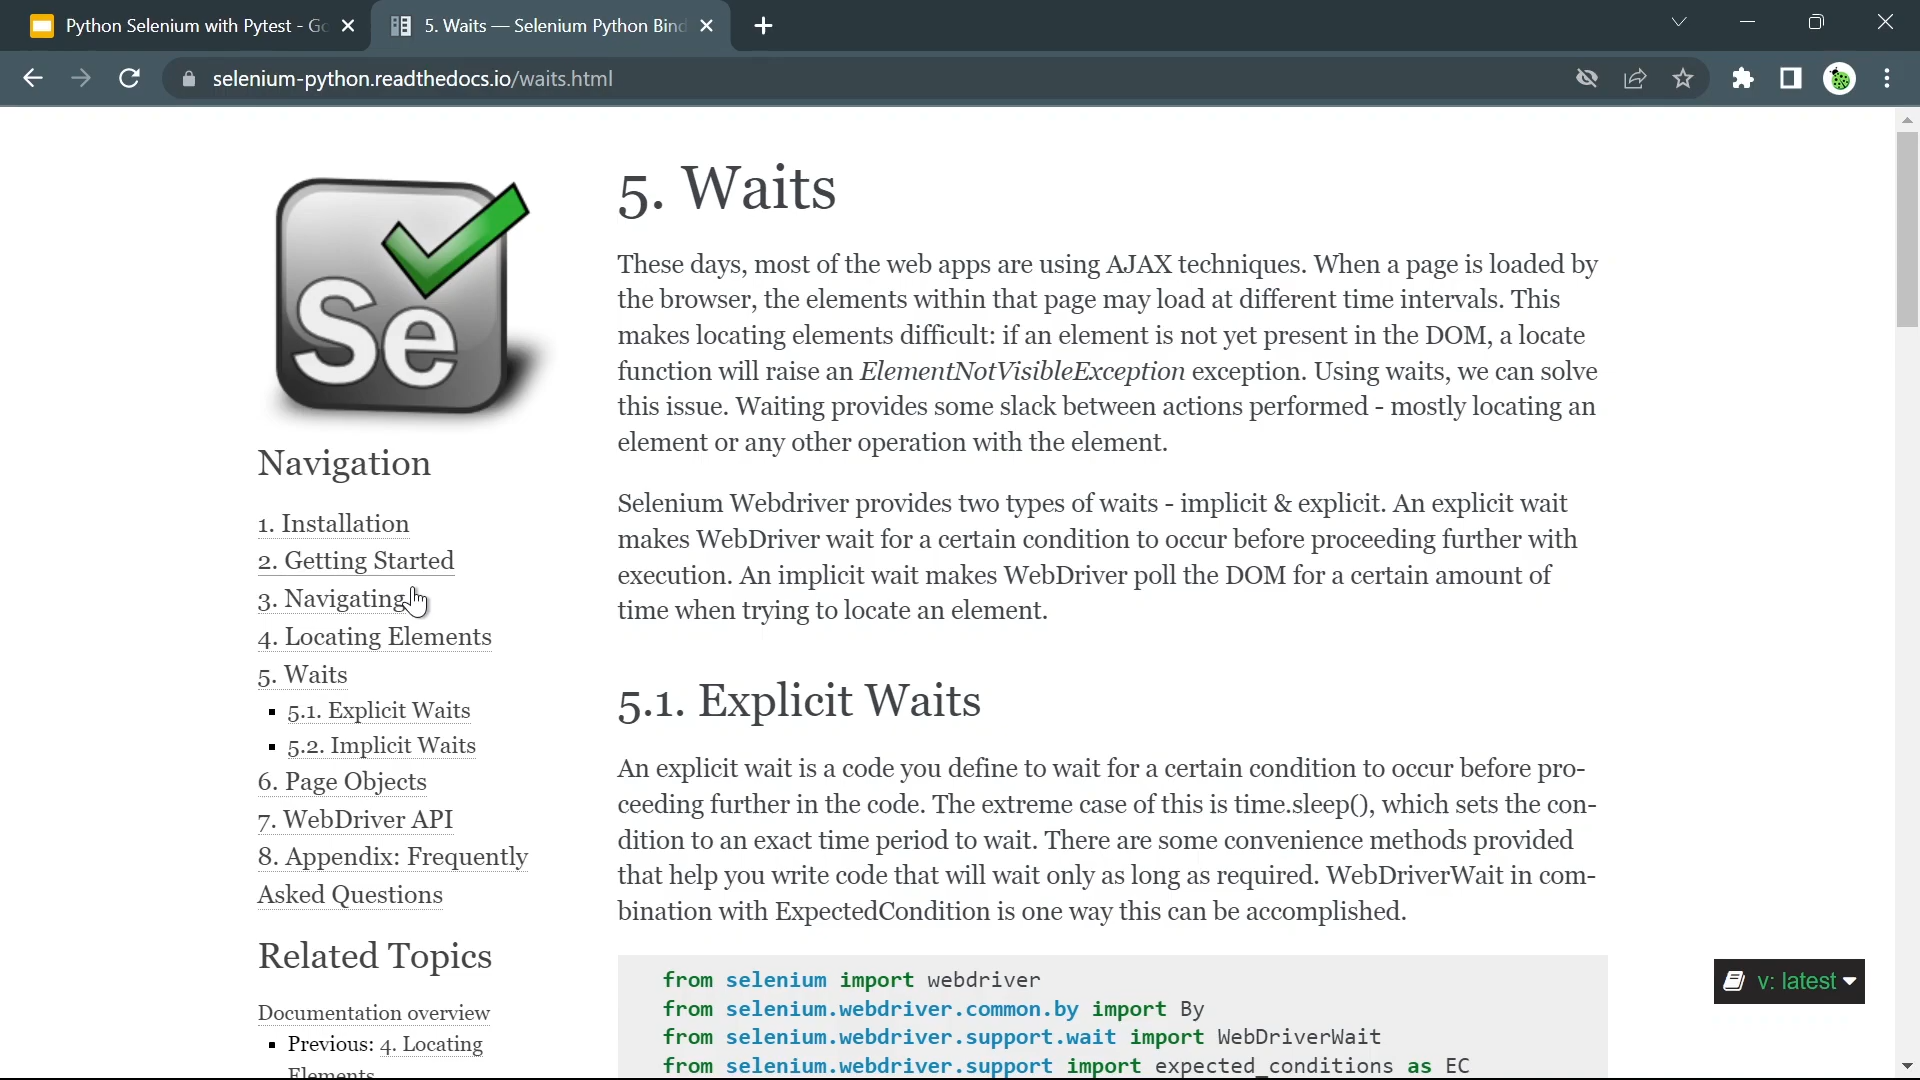 Python Selenium with Pytest - Go
5. Waits — Selenium Python Bind
selenium-python.readthedocs.io/waits.html
Se
Navigation
1. Installation
2. Getting Started
3. Navigating
4. Locating Elements
5. Waits
5.1. Explicit Waits
5.2. Implicit Waits
6. Page Objects
7. WebDriver API
8. Appendix: Frequently
Asked Questions
Related Topics
Documentation overview
Previous: 4. Locating
Elements
5. Waits
These days, most of the web apps are using AJAX techniques. When a page is loaded by
the browser, the elements within that page may load at different time intervals. This
makes locating elements difficult: if an element is not yet present in the DOM, a locate
function will raise an ElementNotVisibleException exception. Using waits, we can solve
this issue. Waiting provides some slack between actions performed - mostly locating an
element or any other operation with the element.
Selenium Webdriver provides two types of waits - implicit & explicit. An explicit wait
makes WebDriver wait for a certain condition to occur before proceeding further with
execution. An implicit wait makes WebDriver poll the DOM for a certain amount of
time when trying to locate an element.
5.1. Explicit Waits
An explicit wait is a code you define to wait for a certain condition to occur before pro-
ceeding further in the code. The extreme case of this is time.sleep(), which sets the con-
dition to an exact time period to wait. There are some convenience methods provided
that help you write code that will wait only as long as required. WebDriverWait in com-
bination with ExpectedCondition is one way this can be accomplished.
from selenium import webdriver
from selenium.webdriver.common.by import By
from selenium.webdriver.support.wait import WebDriverWait
from selenium.webdriver.support import expected_conditions as EC
v: latest